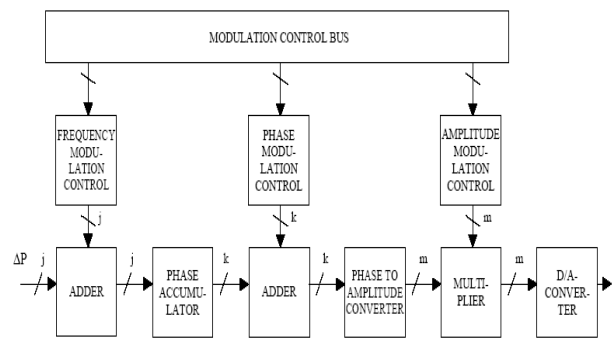 MODULATION CONTROL BUS
FREQUENCY
MODU-
LATION
CONTROL
PHASE
MODU-
LATION
CONTROL
AMPLITUDE
MODU-
LATION
CONTROL
j
k
m
ΔP
j
ADDER
j
PHASE
ACCUMU-
LATOR
k
ADDER
k
PHASE TO
AMPLITUDE
CONVERTER
m
MULTI-
PLIER
m
D/A-
CONVER-
TER